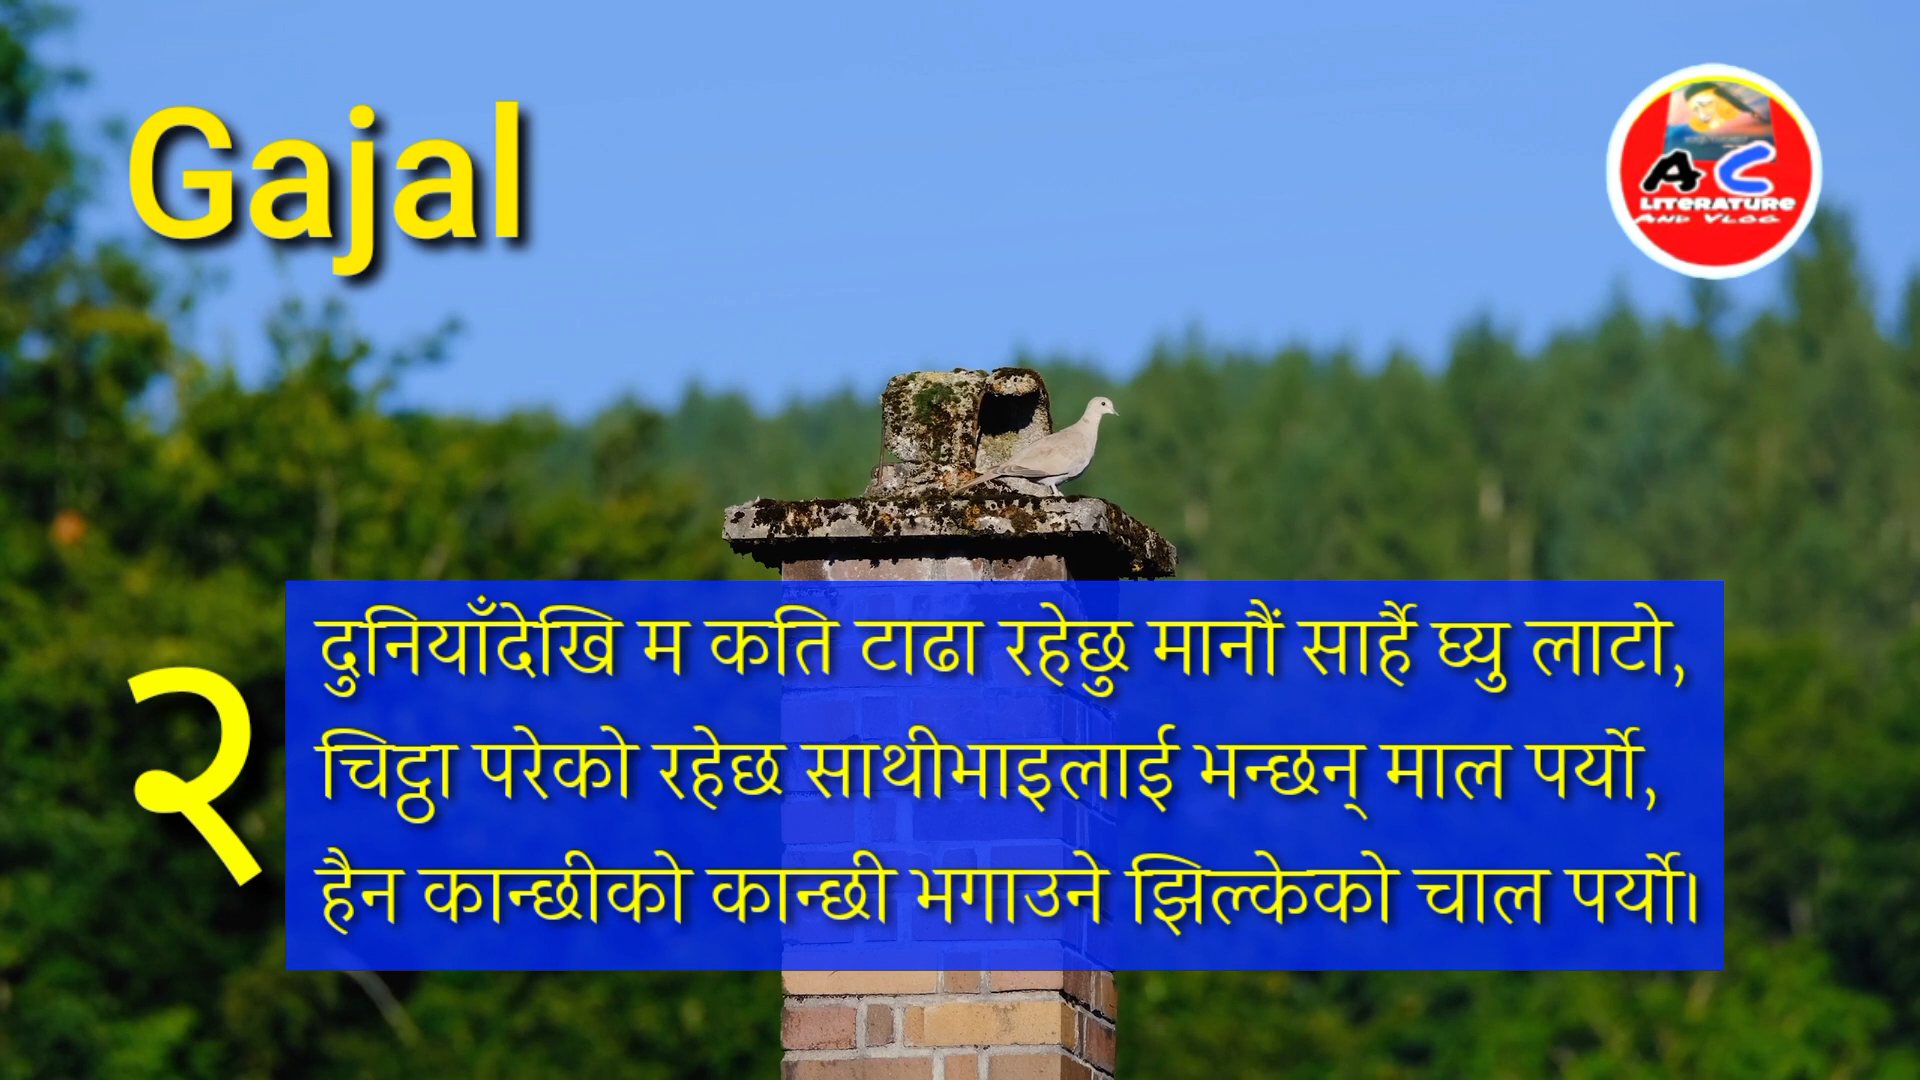 Gajal
A C
LITERATURE
AND VLOG
२
दुनियाँदेखि म कति टाढा रहेछु मानौं सार्है घ्यु लाटो,
चिट्ठा परेको रहेछ साथीभाइलाई भन्छन् माल पर्यो,
हैन कान्छीको कान्छी भगाउने झिल्केको चाल पर्यो।